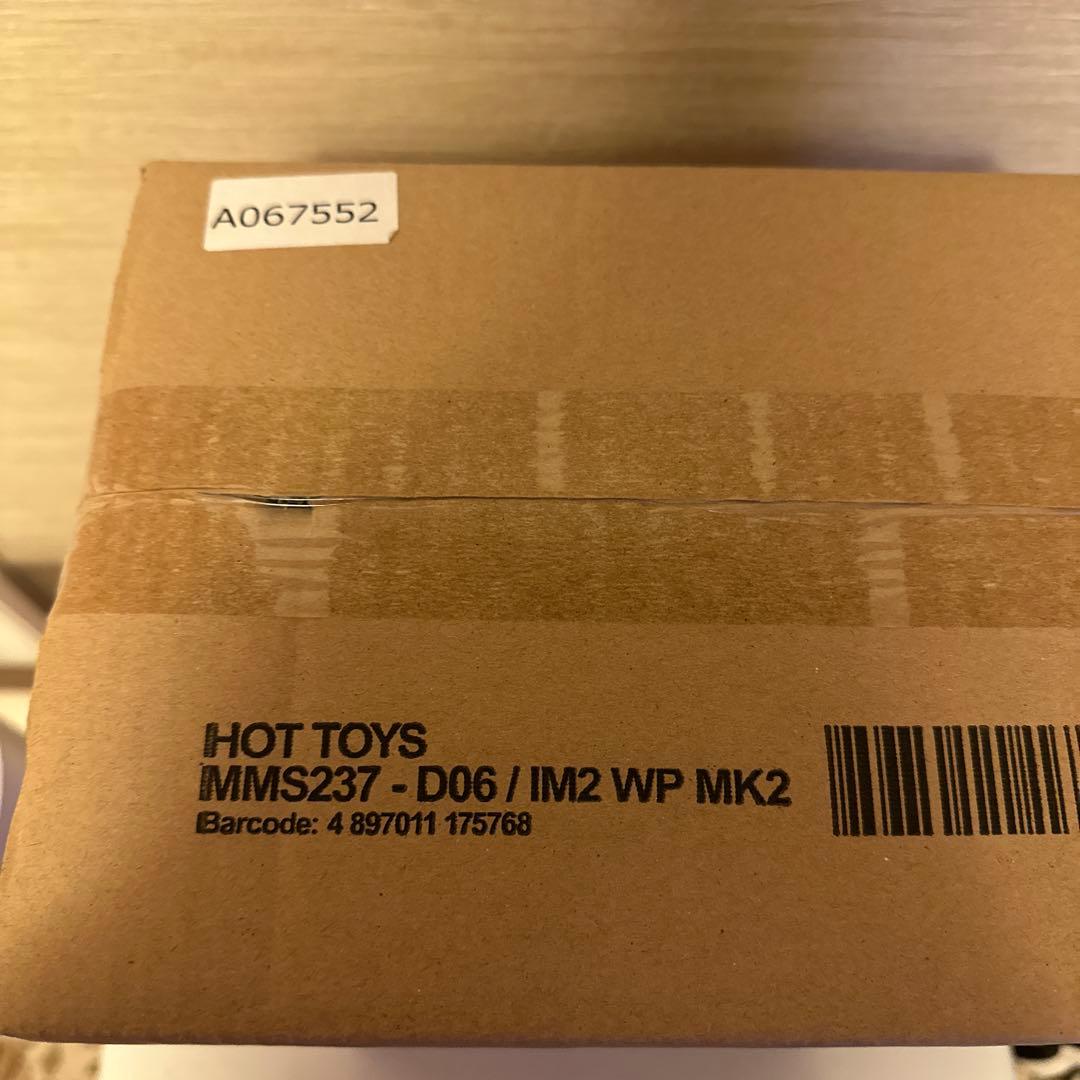 A067552
HOT TOYS
MMS237 - D06 / IM2 WP MK2
Barcode: 4 897011 175768